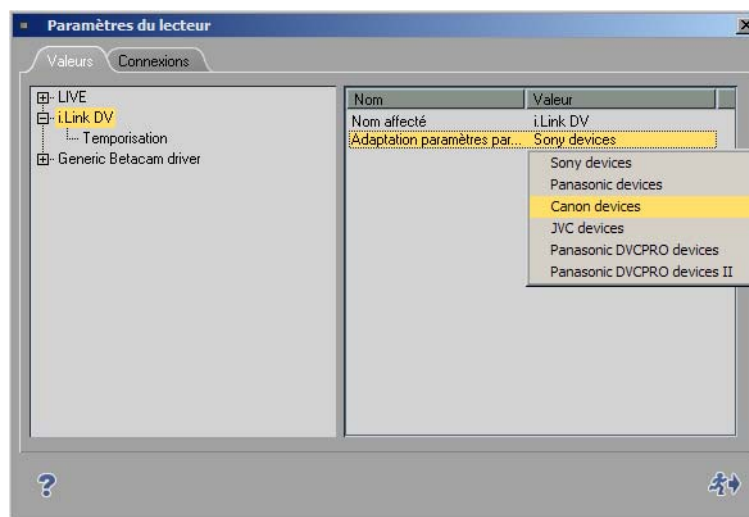 Paramètres du lecteur
Valeurs Connexions
LIVE
i.Link DV
Temporisation
Generic Betacam driver
Nom Valeur
Nom affecté i.Link DV
Adaptation paramètres par... Sony devices
Sony devices
Panasonic devices
Canon devices
JVC devices
Panasonic DVCPRO devices
Panasonic DVCPRO devices II
?